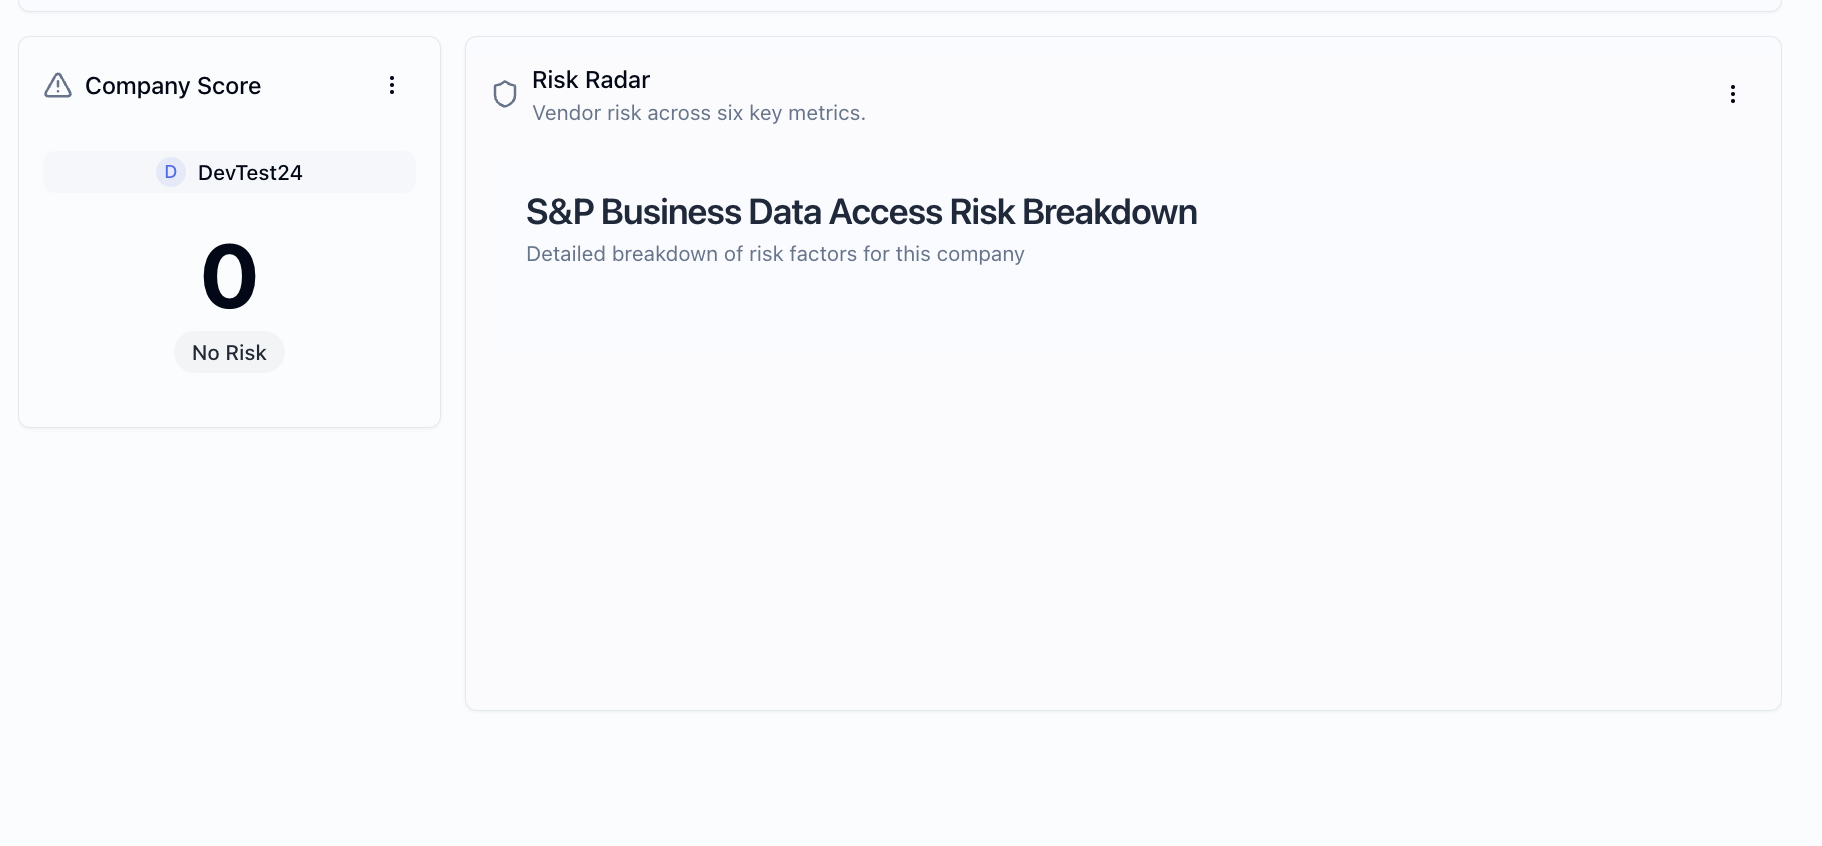 Company Score
D DevTest24
0
No Risk
Risk Radar
Vendor risk across six key metrics.
S&P Business Data Access Risk Breakdown
Detailed breakdown of risk factors for this company